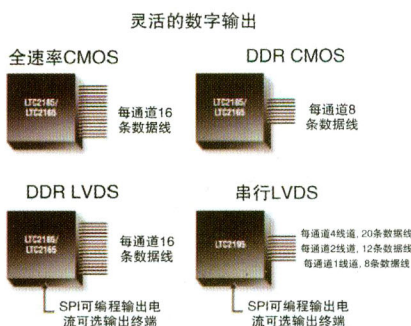 灵活的数字输出
全速率CMOS
DDR CMOS
LTC2185/
LTC2165
每通道16
条数据线
LTC2185/
LTC2165
每通道8
条数据线
DDR LVDS
串行LVDS
LTC2185/
LTC2165
每通道16
条数据线
LTC2195
每通道4线道, 20条数据线
每通道2线道, 12条数据线
每通道1线道, 8条数据线
SPI可编程输出电
流可选输出终端
SPI可编程输出电
流可选输出终端